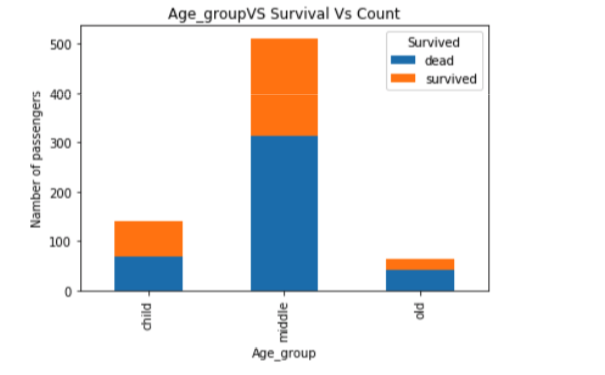 Age_groupVS Survival Vs Count
Survived
dead
survived
Namber of passengers
500
400
300
200
100
0
child
middle
old
Age_group